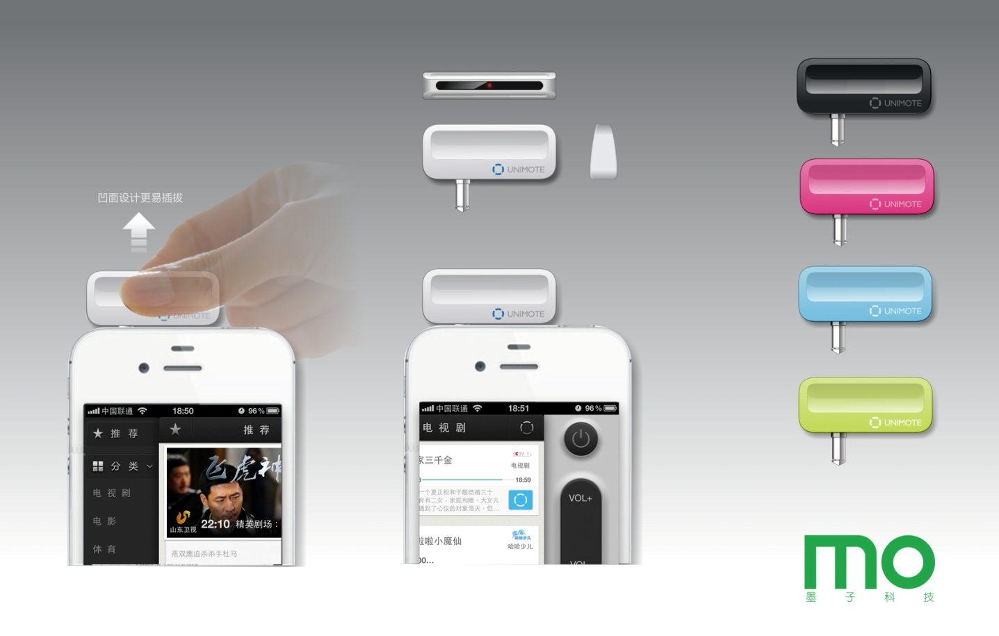 凹面设计更易插拔
UNIMOTE
中国联通
18:50
96%
推荐
推荐
分类
电视剧
电影
体育
飞虎神
山东卫视
22:10 精英剧场：
燕双鹰追杀杀手杜马
UNIMOTE
UNIMOTE
中国联通
18:51
96%
电视剧
家三千金
电视剧
18:59
一个夏正松和于靓结婚三十
有有二女，家庭和睦。大女儿
遇到了心仪的对象浩天，但...
啦啦小魔仙
哈哈少儿
00...
VOL+
VOL
UNIMOTE
UNIMOTE
UNIMOTE
UNIMOTE
mo
墨子科技